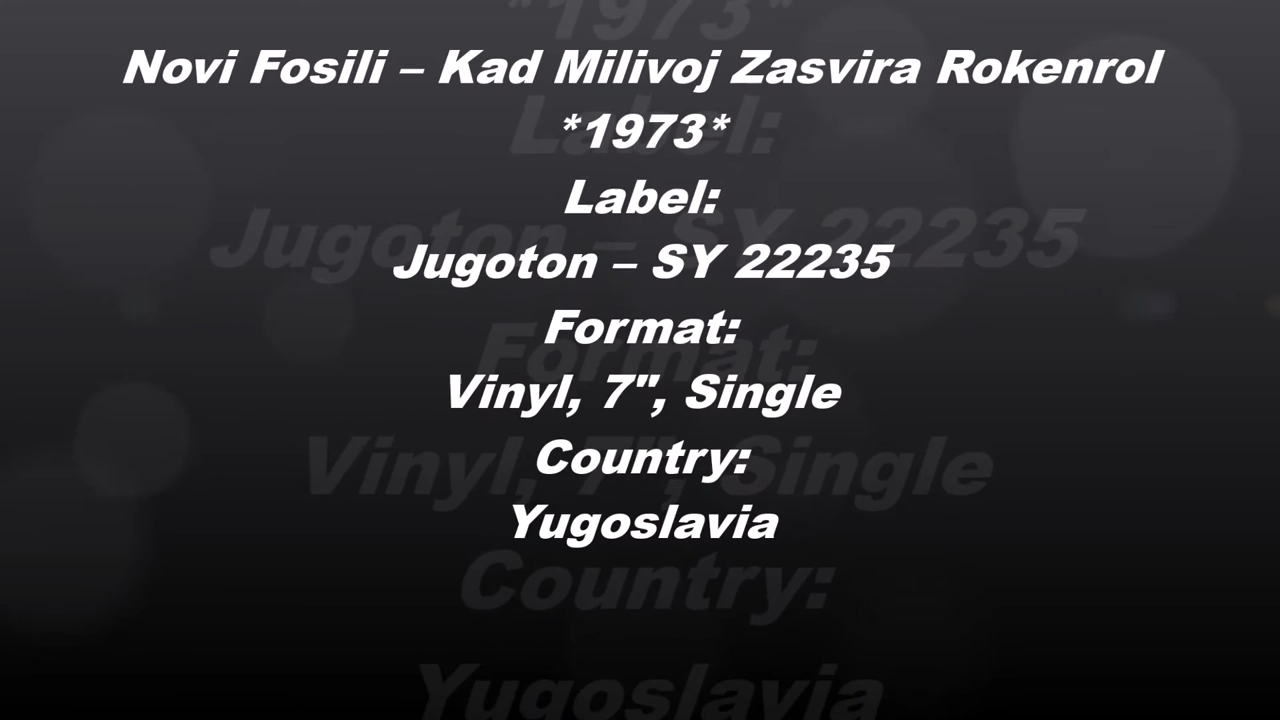 Novi Fosili – Kad Milivoj Zasvira Rokenrol
*1973*
Label:
Jugoton – SY 22235
Format:
Vinyl, 7", Single
Country:
Yugoslavia